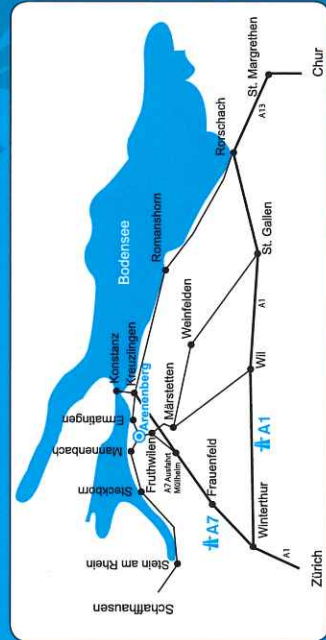 Schaffhausen
Stein am Rhein
Steckborn
Mannenbach
Ermatingen
Konstanz
Kreuzlingen
Arenenberg
Fruthwilen
Bodensee
Romanshorn
Rorschach
St. Margrethen
A13
Chur
A7 Ausfahrt
Müllheim
Märstetten
Weinfelden
Frauenfeld
A7
Winterthur
A1
Zürich
Wil
A1
A1
St. Gallen